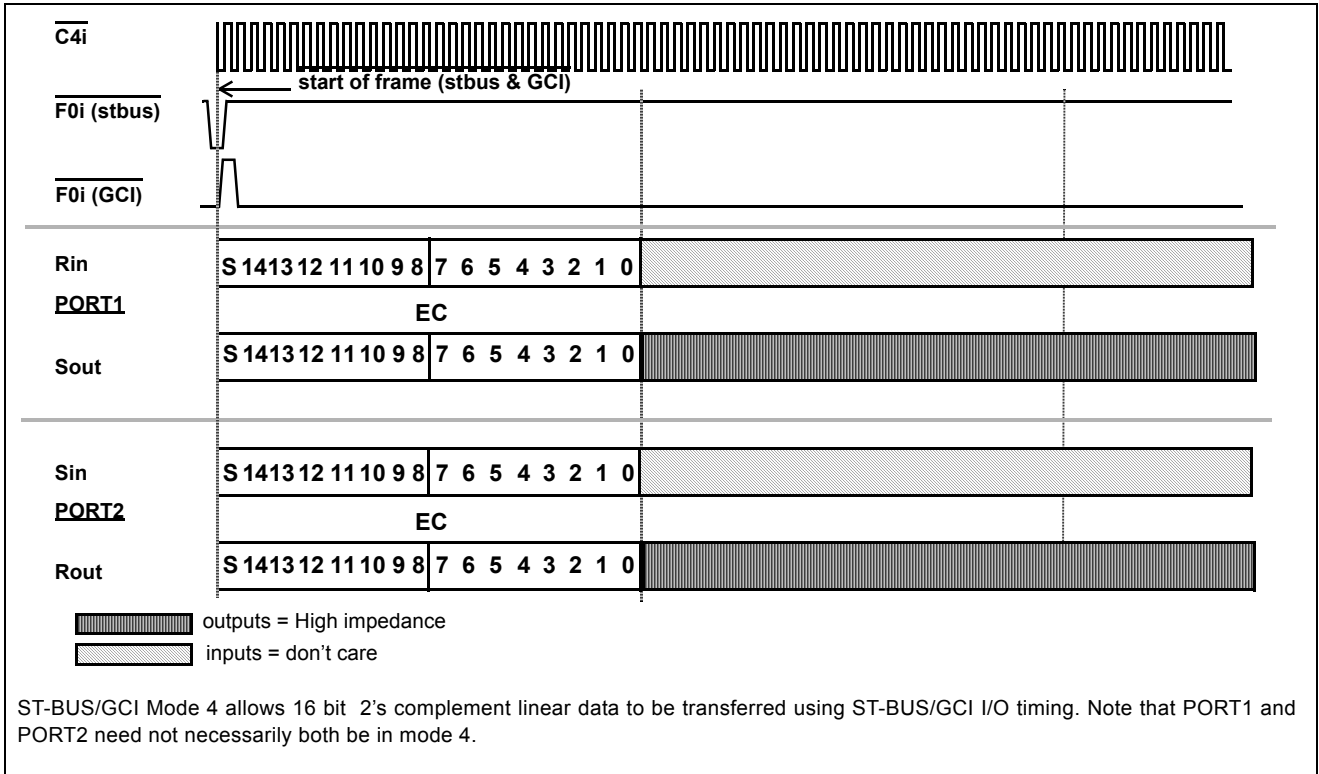 C4i
start of frame (stbus & GCI)
F0i (stbus)
F0i (GCI)
Rin
S 14 13 12 11 10 9 8 7 6 5 4 3 2 1 0
PORT1
EC
Sout
S 14 13 12 11 10 9 8 7 6 5 4 3 2 1 0
Sin
S 14 13 12 11 10 9 8 7 6 5 4 3 2 1 0
PORT2
EC
Rout
S 14 13 12 11 10 9 8 7 6 5 4 3 2 1 0
outputs = High impedance
inputs = don't care
ST-BUS/GCI Mode 4 allows 16 bit 2's complement linear data to be transferred using ST-BUS/GCI I/O timing. Note that PORT1 and
PORT2 need not necessarily both be in mode 4.